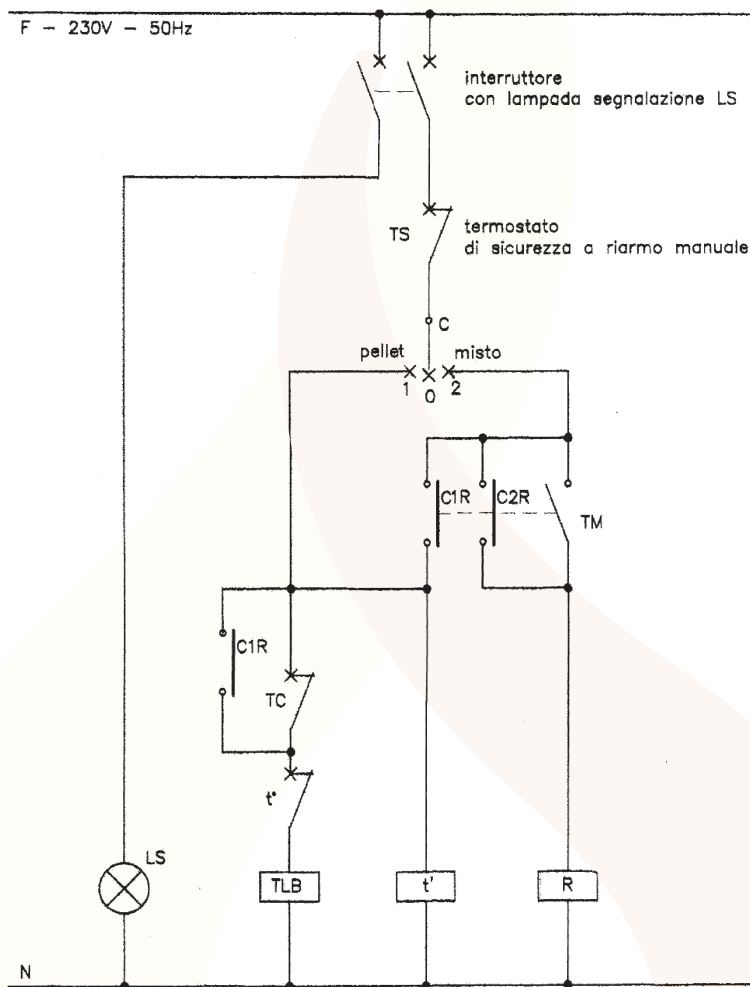 F - 230V - 50Hz
interruttore
con lampada segnalazione LS
TS
termostato
di sicurezza a riarmo manuale
C
pellet
misto
1
0
2
C1R
C2R
TM
C1R
TC
t°
LS
TLB
t'
R
N